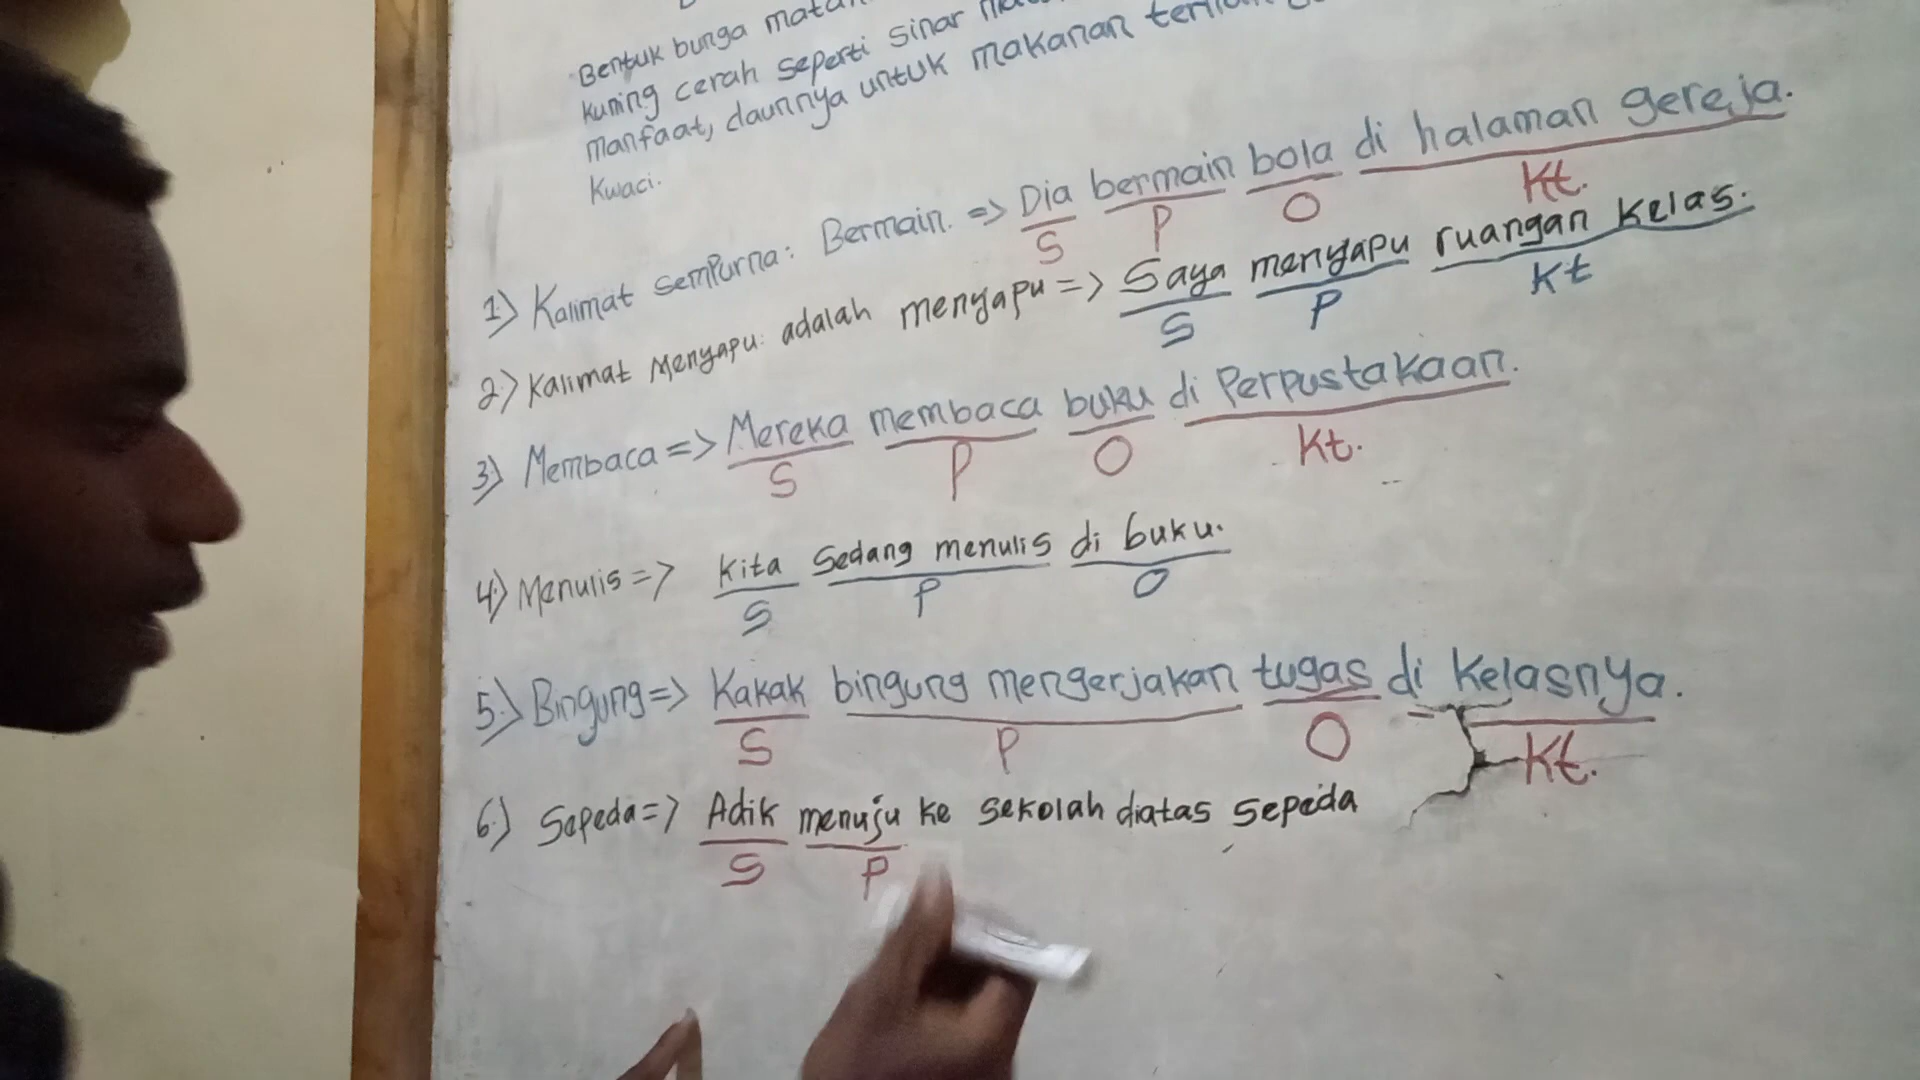 Bentuk bunga
kuning cerah seperti sinar
manfaat, daunnya untuk makanan
Kwaci.
1) Kalimat sempurna: Bermain. => Dia bermain bola di halaman gereja.
S P O Kt.
2) Kalimat Menyapu: adalah menyapu => Saya menyapu ruangan kelas.
S P Kt
3) Membaca => Mereka membaca buku di Perpustakaan.
S P O Kt.
4) Menulis => Kita Sedang menulis di buku.
S P O
5) Bingung => Kakak bingung mengerjakan tugas di kelasnya.
S P O Kt.
6) Sepeda => Adik menuju ke sekolah diatas sepeda
S P